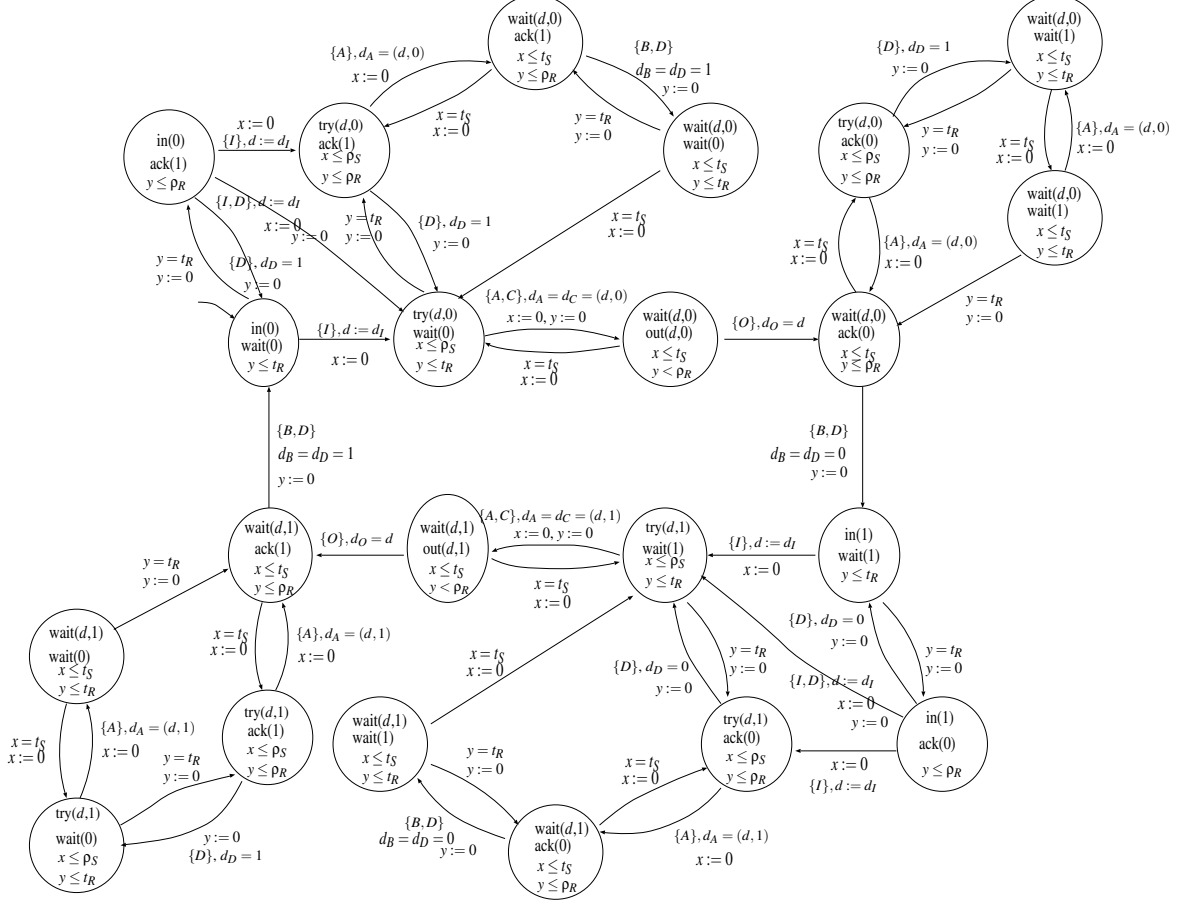 wait(d,0)
ack(1)
x ≤ t_S
y ≤ ρ_R
{A}, d_A = (d,0)
x := 0
{B,D}
d_B = d_D = 1
y := 0
x = t_S
x := 0
y = t_R
y := 0
wait(d,0)
wait(0)
x ≤ t_S
y ≤ t_R
try(d,0)
ack(1)
x ≤ ρ_S
y ≤ ρ_R
x := 0
{I}, d := d_I
in(0)
ack(1)
y ≤ ρ_R
{I,D}, d := d_I
x := 0
y := 0
y = t_R
y := 0
{D}, d_D = 1
y := 0
x = t_S
x := 0
y = t_R
y := 0
{D}, d_D = 1
y := 0
in(0)
wait(0)
y ≤ t_R
{I}, d := d_I
x := 0
try(d,0)
wait(0)
x ≤ ρ_S
y ≤ t_R
{A,C}, d_A = d_C = (d,0)
x := 0, y := 0
x = t_S
x := 0
wait(d,0)
out(d,0)
x ≤ t_S
y < ρ_R
{O}, d_O = d
wait(d,0)
ack(0)
x ≤ t_S
y ≤ ρ_R
{D}, d_D = 1
y := 0
wait(d,0)
wait(1)
x ≤ t_S
y ≤ t_R
try(d,0)
ack(0)
x ≤ ρ_S
y ≤ ρ_R
y = t_R
y := 0
x = t_S
x := 0
{A}, d_A = (d,0)
x := 0
wait(d,0)
wait(1)
x ≤ t_S
y ≤ t_R
x = t_S
x := 0
{A}, d_A = (d,0)
x := 0
y = t_R
y := 0
{B,D}
d_B = d_D = 1
y := 0
{B,D}
d_B = d_D = 0
y := 0
wait(d,1)
ack(1)
x ≤ t_S
y ≤ ρ_R
{O}, d_O = d
wait(d,1)
out(d,1)
x ≤ t_S
y < ρ_R
{A,C}, d_A = d_C = (d,1)
x := 0, y := 0
x = t_S
x := 0
try(d,1)
wait(1)
x ≤ ρ_S
y ≤ t_R
{I}, d := d_I
x := 0
in(1)
wait(1)
y ≤ t_R
y = t_R
y := 0
wait(d,1)
wait(0)
x ≤ t_S
y ≤ t_R
x = t_S
x := 0
{A}, d_A = (d,1)
x := 0
x = t_S
x := 0
{D}, d_D = 0
y := 0
y = t_R
y := 0
{D}, d_D = 0
y := 0
y = t_R
y := 0
{I,D}, d := d_I
x := 0
y := 0
x = t_S
x := 0
{A}, d_A = (d,1)
x := 0
try(d,1)
ack(1)
x ≤ ρ_S
y ≤ ρ_R
y = t_R
y := 0
wait(d,1)
wait(1)
x ≤ t_S
y ≤ t_R
y = t_R
y := 0
try(d,1)
ack(0)
x ≤ ρ_S
y ≤ ρ_R
x := 0
{I}, d := d_I
in(1)
ack(0)
y ≤ ρ_R
try(d,1)
wait(0)
x ≤ ρ_S
y ≤ t_R
y := 0
{D}, d_D = 1
{B,D}
d_B = d_D = 0
y := 0
x = t_S
x := 0
wait(d,1)
ack(0)
x ≤ t_S
y ≤ ρ_R
{A}, d_A = (d,1)
x := 0